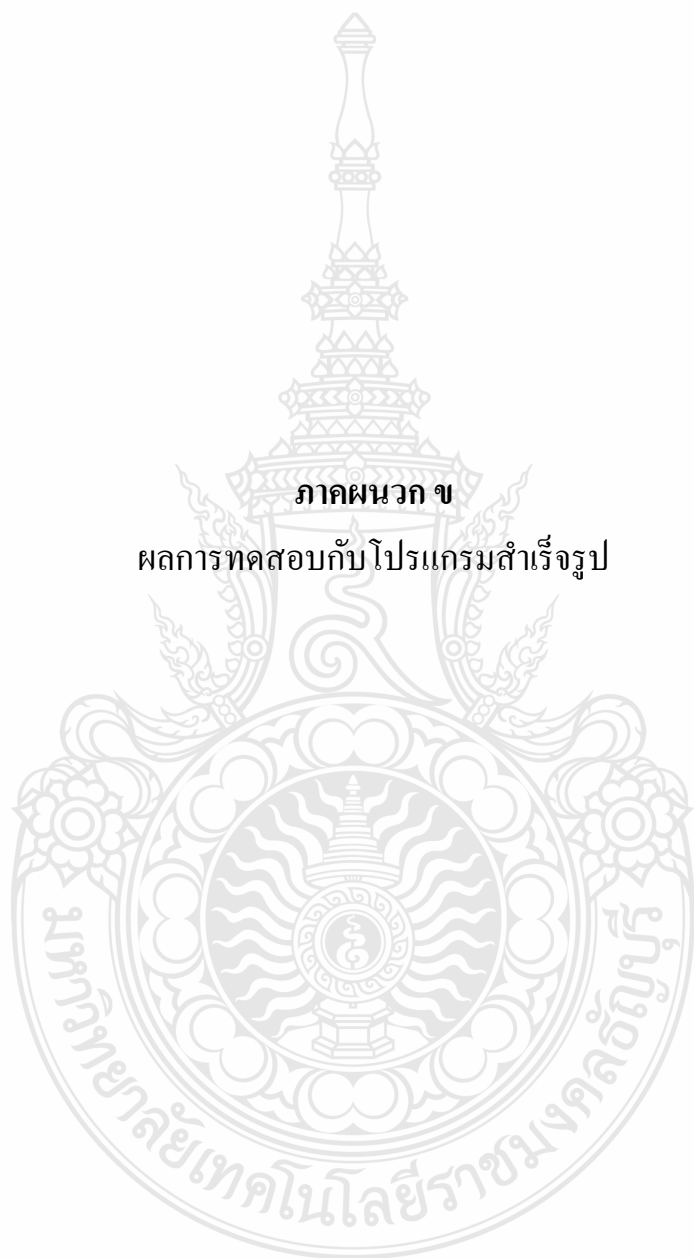 ภาคผนวก ข
ผลการทดสอบกับโปรแกรมสำเร็จรูป
มหาวิทยาลัยเทคโนโลยีราชมงคลธัญบุรี